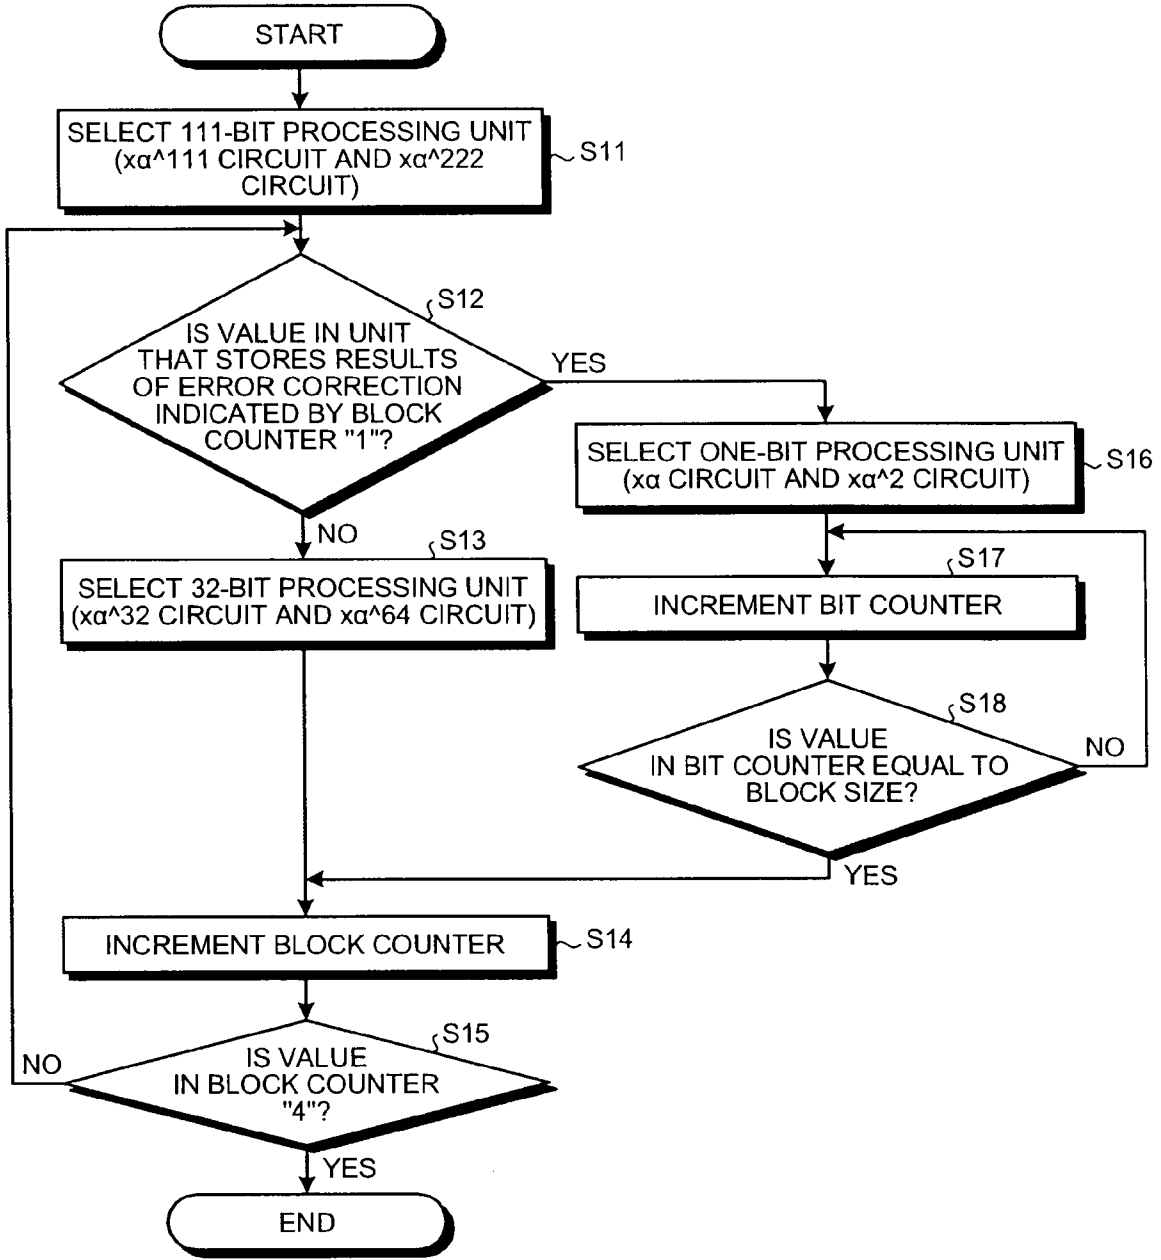 START
SELECT 111-BIT PROCESSING UNIT
(xα^111 CIRCUIT AND xα^222
CIRCUIT)
S11
S12
IS VALUE IN UNIT
THAT STORES RESULTS
OF ERROR CORRECTION
INDICATED BY BLOCK
COUNTER "1"?
YES
NO
SELECT ONE-BIT PROCESSING UNIT
(xα CIRCUIT AND xα^2 CIRCUIT)
S16
S13
SELECT 32-BIT PROCESSING UNIT
(xα^32 CIRCUIT AND xα^64 CIRCUIT)
S17
INCREMENT BIT COUNTER
S18
IS VALUE
IN BIT COUNTER EQUAL TO
BLOCK SIZE?
NO
YES
INCREMENT BLOCK COUNTER
S14
S15
IS VALUE
IN BLOCK COUNTER
"4"?
NO
YES
END